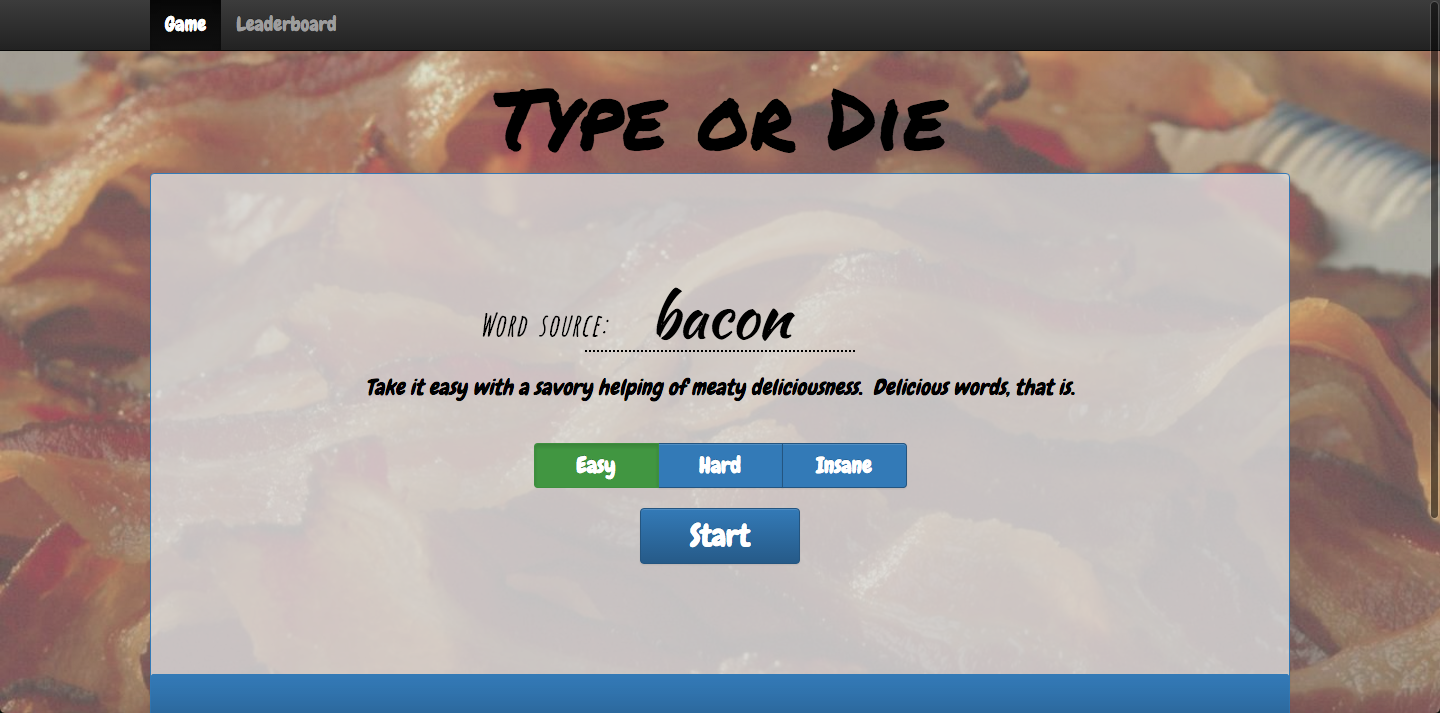 Game Leaderboard
Type or Die
Word source: bacon
Take it easy with a savory helping of meaty deliciousness. Delicious words, that is.
Easy Hard Insane
Start